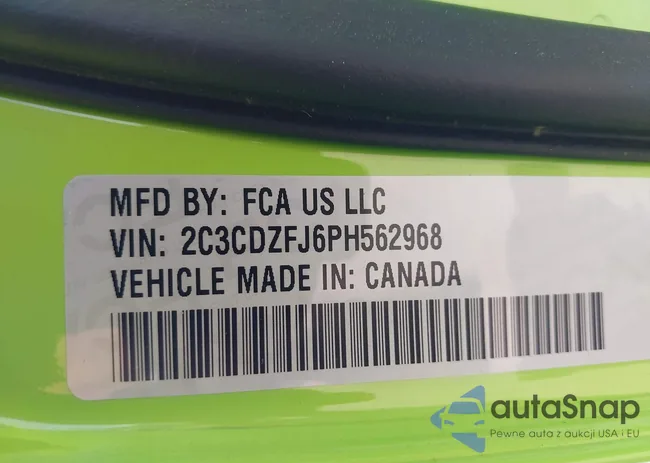 MFD BY: FCA US LLC
VIN: 2C3CDZFJ6PH562968
VEHICLE MADE IN: CANADA
autaSnap
Pewne auta z aukcji USA i EU